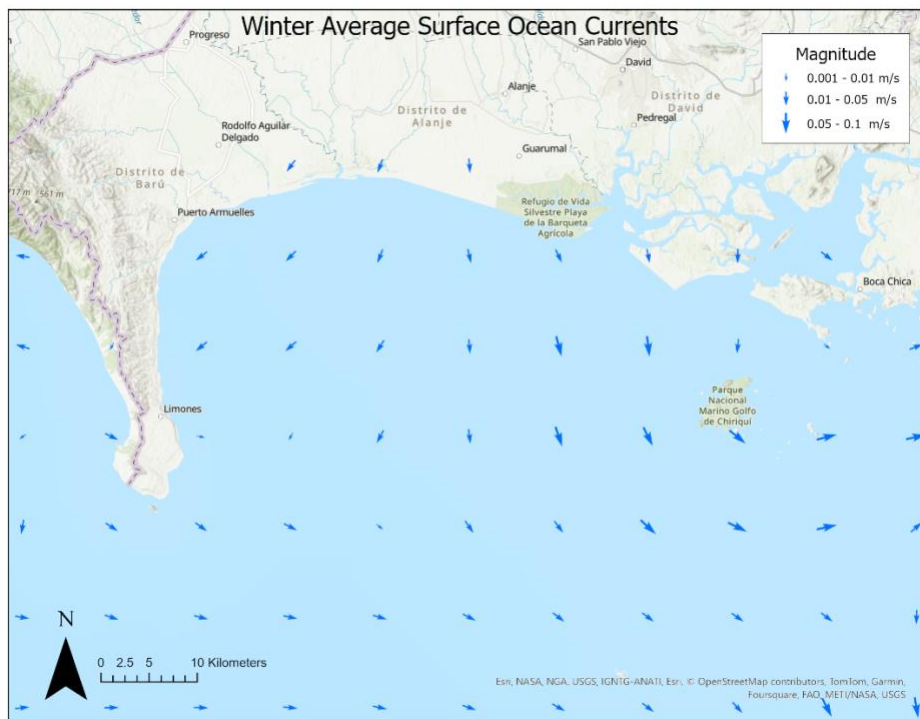 Winter Average Surface Ocean Currents
Magnitude
0.001 - 0.01 m/s
0.01 - 0.05 m/s
0.05 - 0.1 m/s
Progreso
San Pablo Viejo
David
Alanje
Distrito de
Alanje
Distrito de
David
Pedregal
Rodolfo Aguilar
Delgado
Guarumal
Distrito de
Barú
717 m
561 m
Refugio de Vida
Silvestre Playa
de la Barqueta
Agricola
Puerto Armuelles
Boca Chica
Parque
Nacional
Marino Golfo
de Chiriquí
Limones
N
0 2.5 5 10 Kilometers
Esri, NASA, NGA, USGS, IGNTG-ANATI, Esri, © OpenStreetMap contributors, TomTom, Garmin,
Foursquare, FAO, METI/NASA, USGS